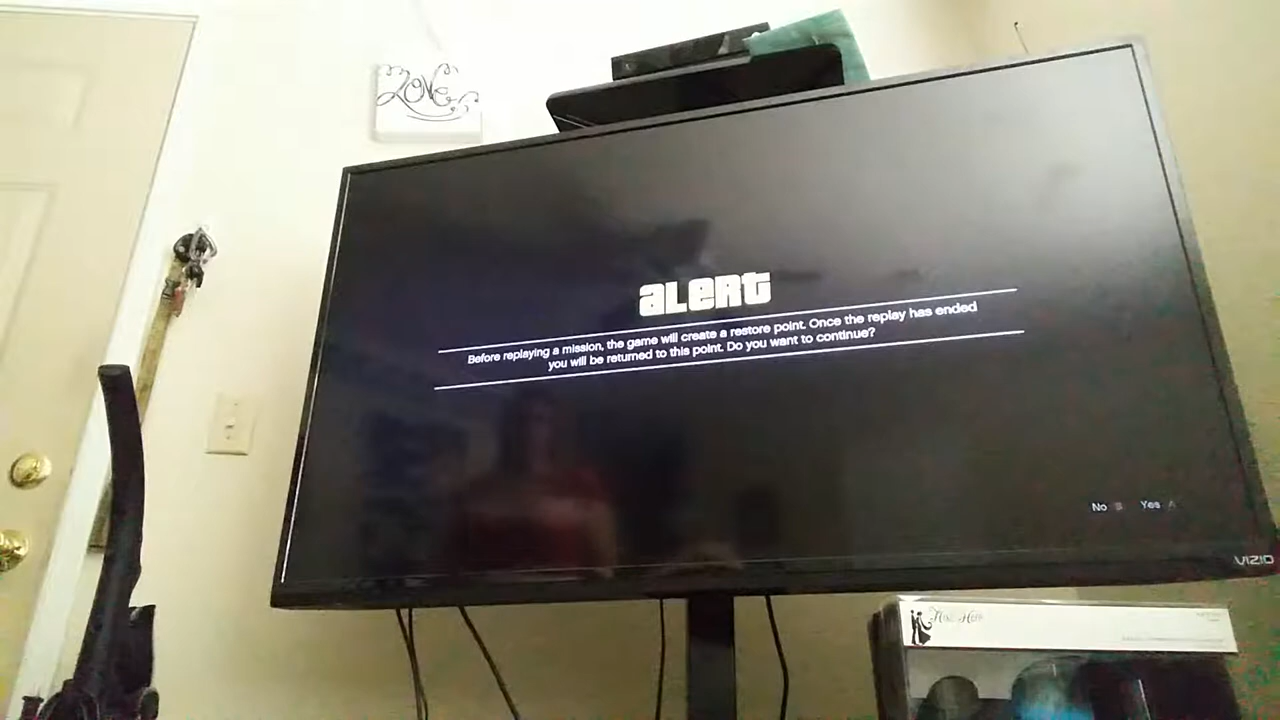 Love
aLeRt
Before replaying a mission, the game will create a restore point. Once the replay has ended
you will be returned to this point. Do you want to continue?
No B Yes A
VIZIO